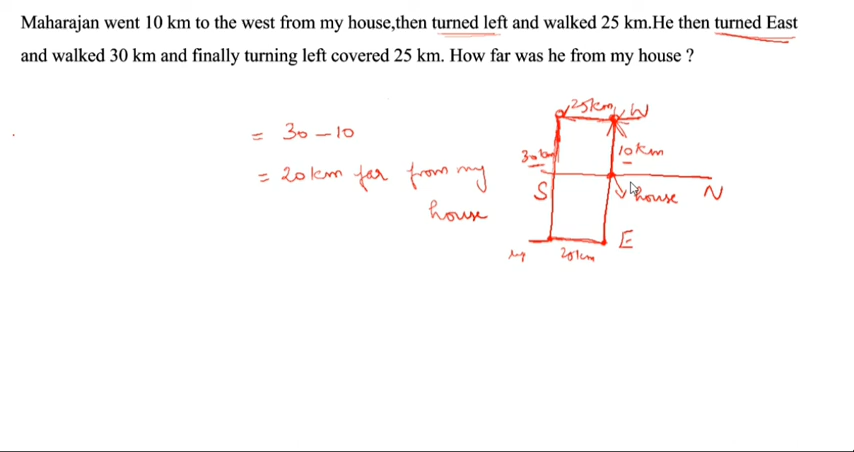 Maharajan went 10 km to the west from my house,then turned left and walked 25 km.He then turned East
and walked 30 km and finally turning left covered 25 km. How far was he from my house ?
25km W
= 30 - 10
10km
= 20 km far from my
house
S
house N
E
20km